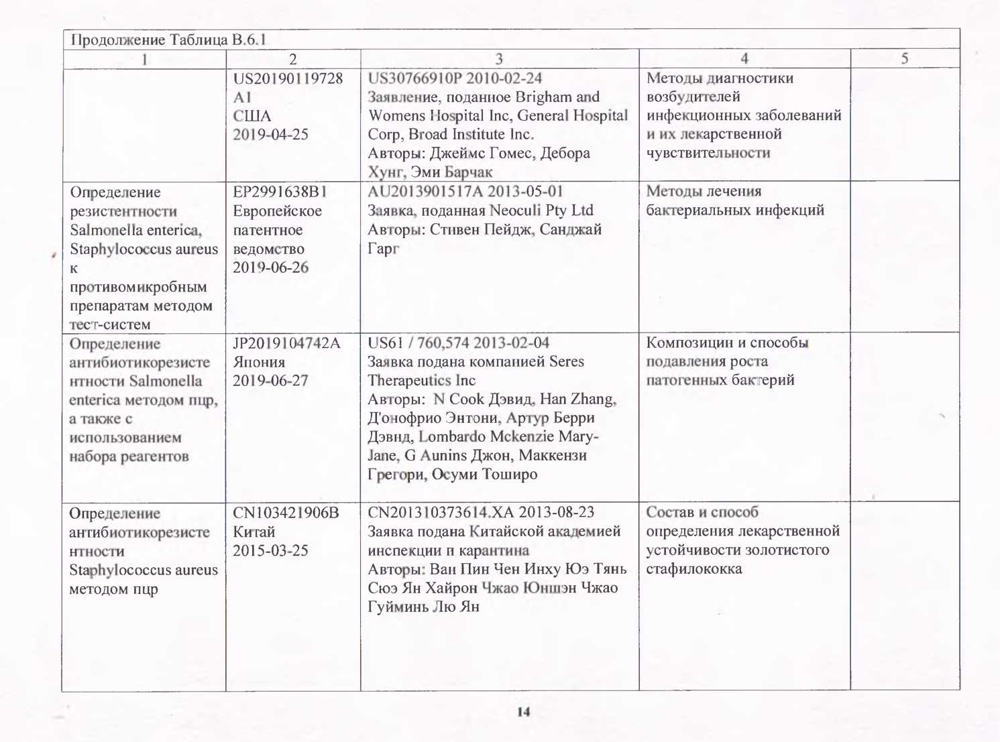 Продолжение Таблица В.6.1
1 2 3 4 5
US20190119728
A1
США
2019-04-25
US30766910P 2010-02-24
Заявление, поданное Brigham and
Womens Hospital Inc, General Hospital
Corp, Broad Institute Inc.
Авторы: Джеймс Гомес, Дебора
Хунг, Эми Барчак
Методы диагностики
возбудителей
инфекционных заболеваний
и их лекарственной
чувствительности
Определение
резистентности
Salmonella enterica,
Staphylococcus aureus
к
противомикробным
препаратам методом
тест-систем
EP2991638B1
Европейское
патентное
ведомство
2019-06-26
AU2013901517A 2013-05-01
Заявка, поданная Neoculi Pty Ltd
Авторы: Стивен Пейдж, Санджай
Гарг
Методы лечения
бактериальных инфекций
Определение
антибиотикорезисте
нтности Salmonella
enterica методом пцр,
а также с
использованием
набора реагентов
JP2019104742A
Япония
2019-06-27
US61 / 760,574 2013-02-04
Заявка подана компанией Seres
Therapeutics Inc
Авторы: N Cook Дэвид, Han Zhang,
Д'онофрио Энтони, Артур Берри
Дэвид, Lombardo Mckenzie Mary-
Jane, G Aunins Джон, Маккензи
Грегори, Осуми Тоширо
Композиции и способы
подавления роста
патогенных бактерий
Определение
антибиотикорезисте
нтности
Staphylococcus aureus
методом пцр
CN103421906B
Китай
2015-03-25
CN201310373614.XA 2013-08-23
Заявка подана Китайской академией
инспекции и карантина
Авторы: Ван Пин Чен Инху Юэ Тянь
Сюэ Ян Хайрон Чжао Юншэн Чжао
Гуйминь Лю Ян
Состав и способ
определения лекарственной
устойчивости золотистого
стафилококка
14